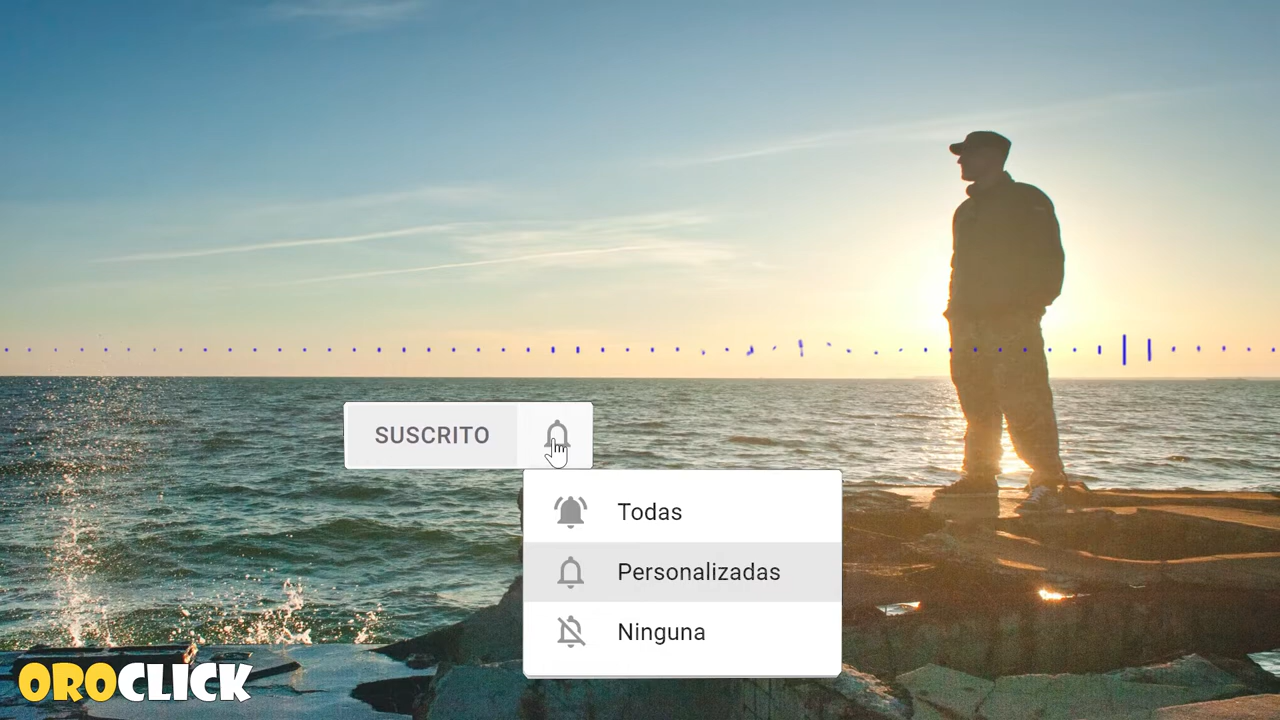 SUSCRITO
Todas
Personalizadas
Ninguna
OROCLICK